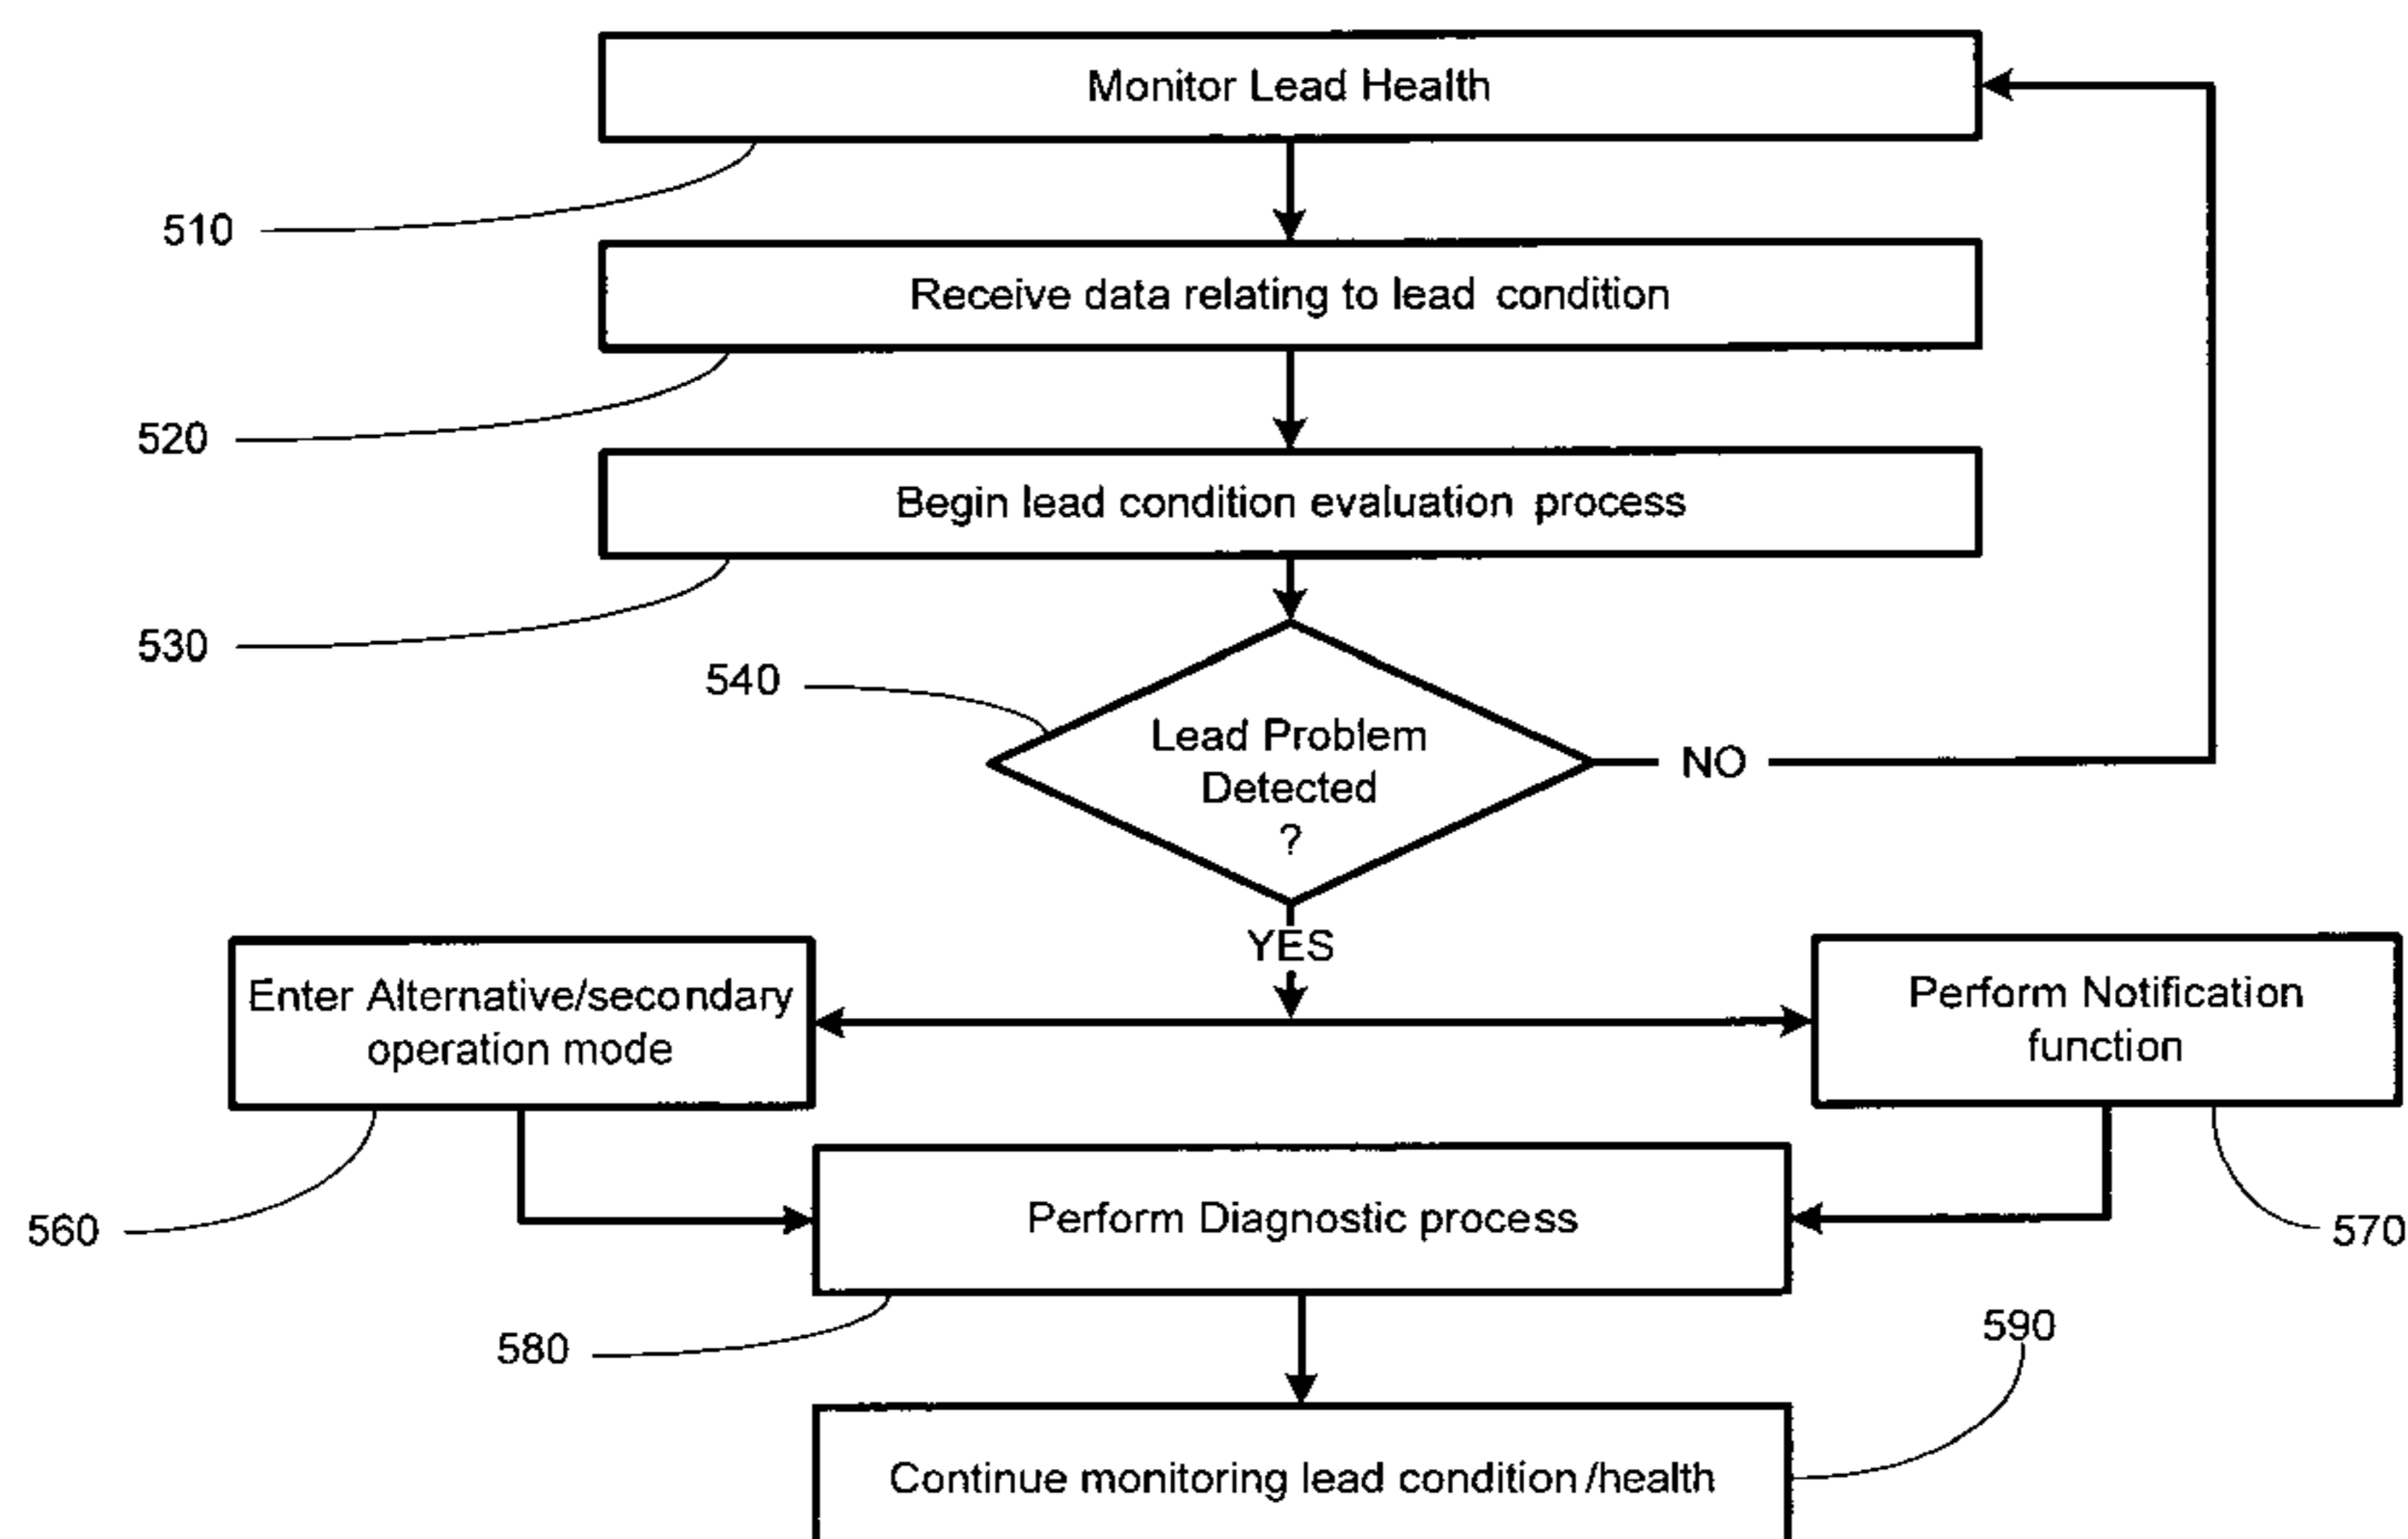 Monitor Lead Health
510
Receive data relating to lead condition
520
Begin lead condition evaluation process
530
540
Lead Problem
Detected
?
NO
YES
Enter Alternative/secondary
operation mode
Perform Notification
function
560
Perform Diagnostic process
570
580
590
Continue monitoring lead condition/health